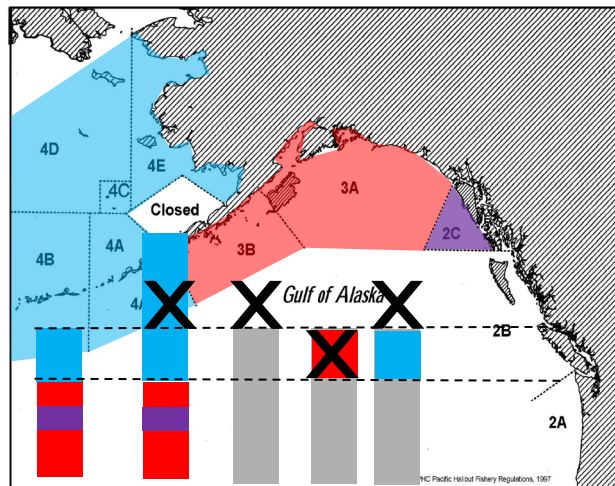 4D
4E
4C
Closed
3A
2C
4B
4A
3B
4A
Gulf of Alaska
2B
2A
HC Pacific Halibut Fishery Regulations, 1997